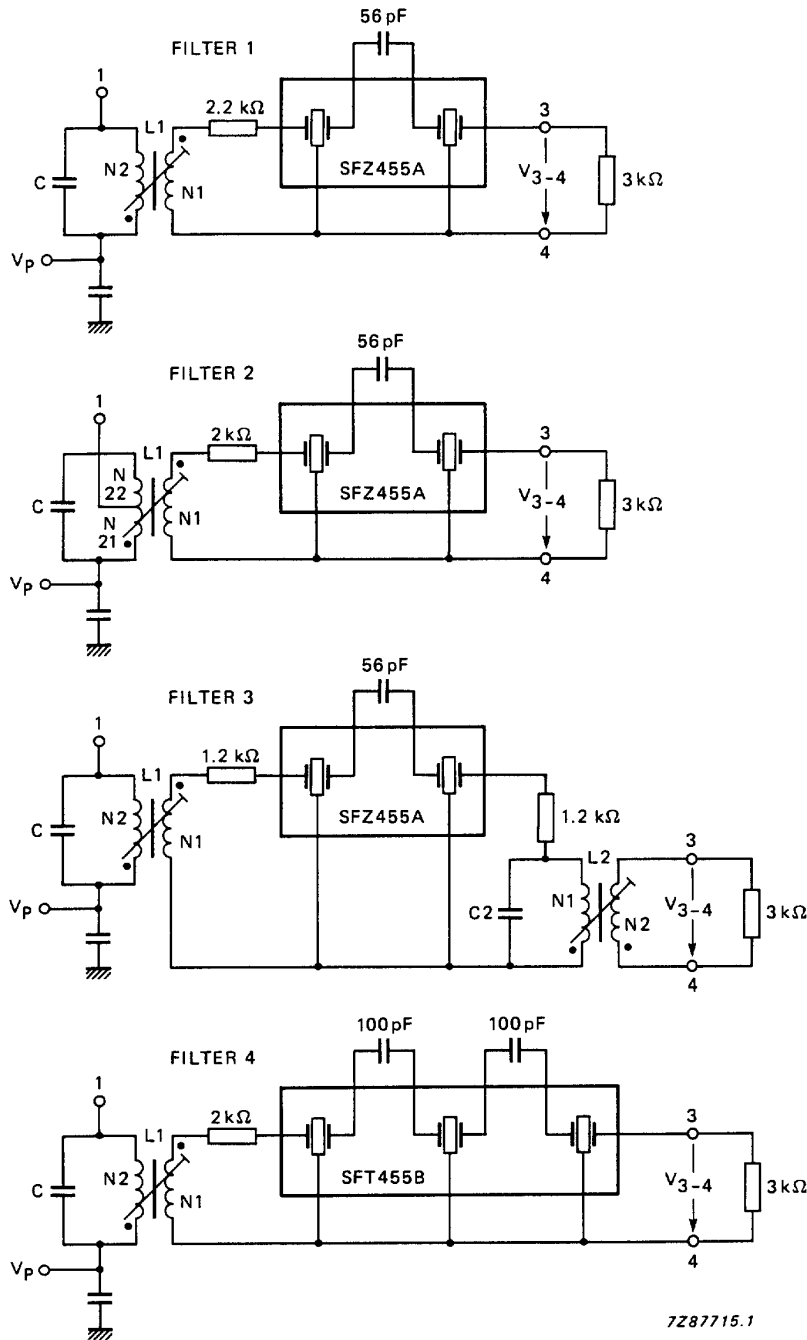 56 pF
FILTER 1
1
2.2 kΩ
L1
3
N2
C
N1
SFZ455A
V3-4
3 kΩ
4
Vp
56 pF
FILTER 2
1
2 kΩ
L1
3
N
22
C
N
21
N1
SFZ455A
V3-4
3 kΩ
4
Vp
56 pF
FILTER 3
1
1.2 kΩ
L1
N2
C
N1
SFZ455A
1.2 kΩ
L2
3
C2
N1
N2
V3-4
3 kΩ
4
Vp
100 pF
100 pF
FILTER 4
1
2 kΩ
L1
3
N2
C
N1
SFT455B
V3-4
3 kΩ
4
Vp
7Z87715.1